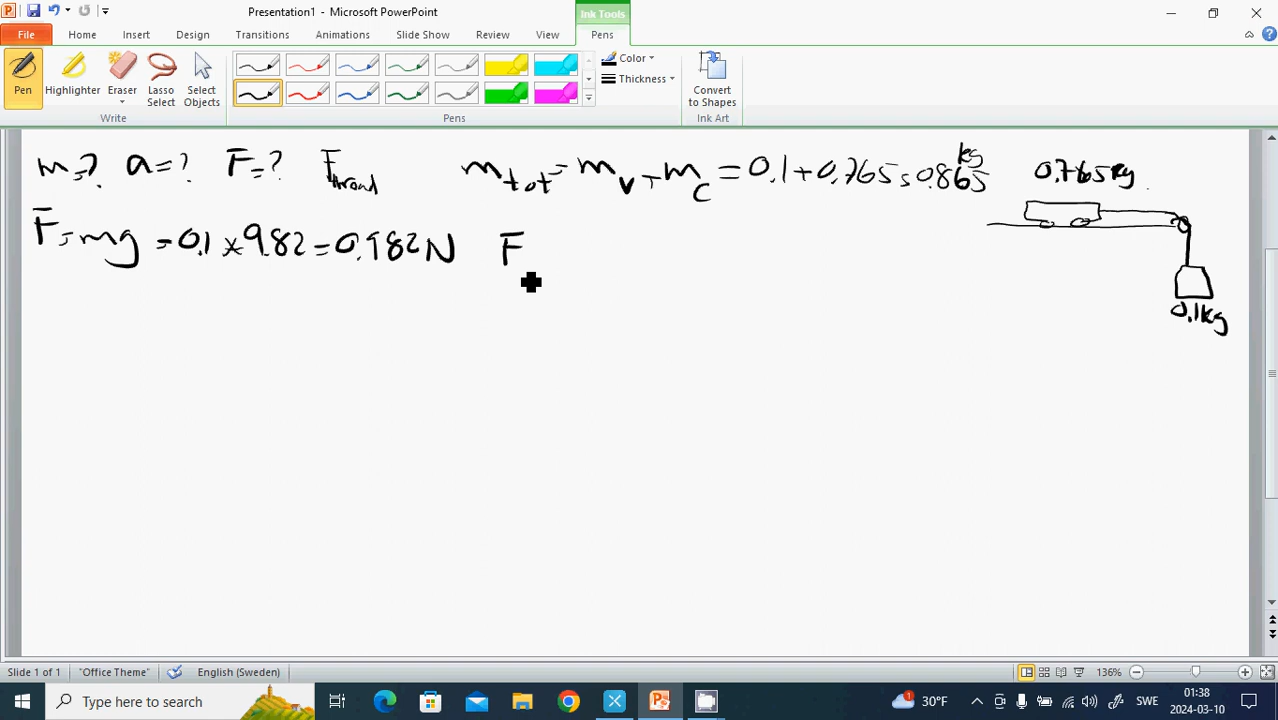 Presentation1 - Microsoft PowerPoint
Ink Tools
File Home Insert Design Transitions Animations Slide Show Review View Pens
Pen Highlighter Eraser Lasso Select Select Objects
Color
Thickness
Convert to Shapes
Write Pens Ink Art
m=? a=? F=? Fthread mtot=mv+mc=0.1+0.765=0.865 kg 0.765kg
F=mg=0.1*9.82=0.982N F
0.1kg
Slide 1 of 1 "Office Theme" English (Sweden) 136%
Type here to search 1 30°F SWE 01:38
2024-03-10